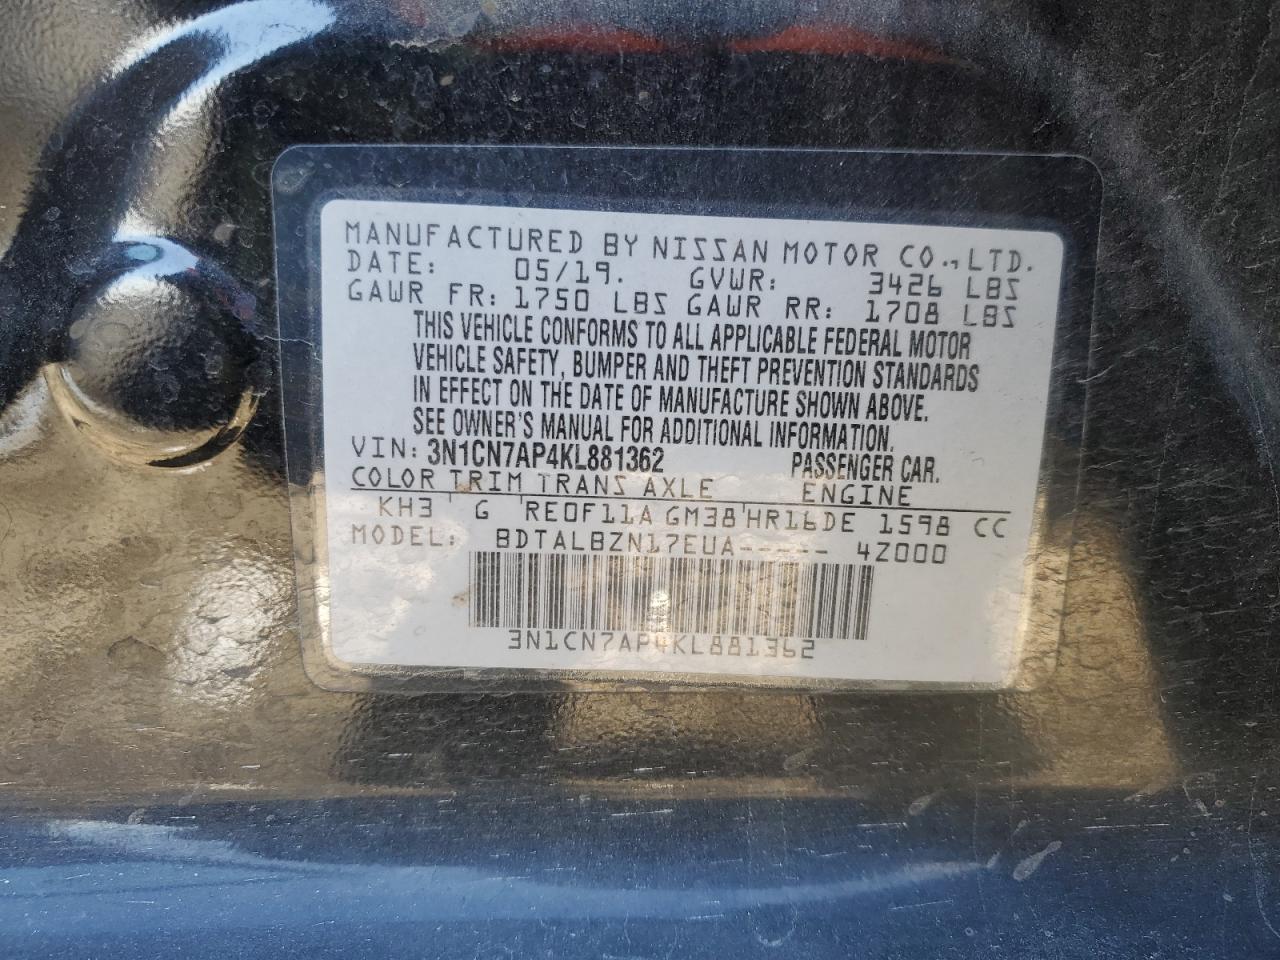 MANUFACTURED BY NISSAN MOTOR CO., LTD.
DATE: 05/19. GVWR: 3426 LBS
GAWR FR: 1750 LBS GAWR RR: 1708 LBS
THIS VEHICLE CONFORMS TO ALL APPLICABLE FEDERAL MOTOR
VEHICLE SAFETY, BUMPER AND THEFT PREVENTION STANDARDS
IN EFFECT ON THE DATE OF MANUFACTURE SHOWN ABOVE.
SEE OWNER'S MANUAL FOR ADDITIONAL INFORMATION.
VIN: 3N1CN7AP4KL881362 PASSENGER CAR.
COLOR TRIM TRANS AXLE ENGINE
KH3 ' G 'RE0F11A GM38'HR16DE 1598 CC
MODEL: BDTALBZN17EUA----- 4Z000
3N1CN7AP4KL881362